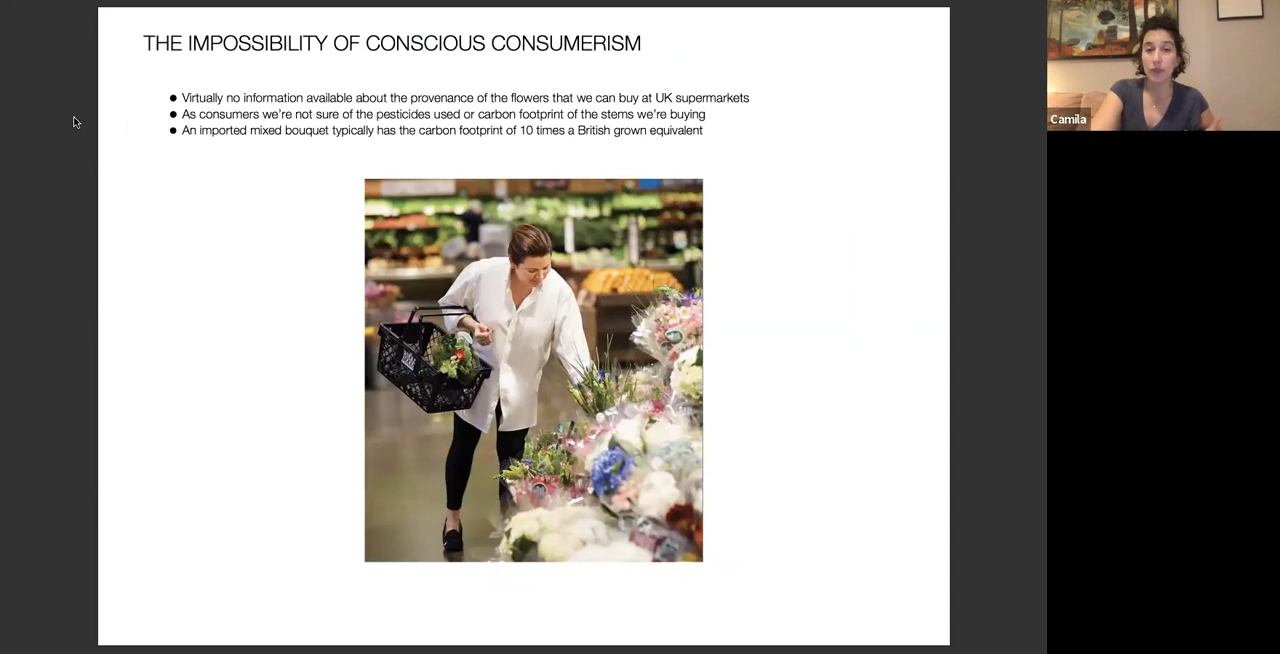 THE IMPOSSIBILITY OF CONSCIOUS CONSUMERISM
● Virtually no information available about the provenance of the flowers that we can buy at UK supermarkets
● As consumers we're not sure of the pesticides used or carbon footprint of the stems we're buying
● An imported mixed bouquet typically has the carbon footprint of 10 times a British grown equivalent
Camila